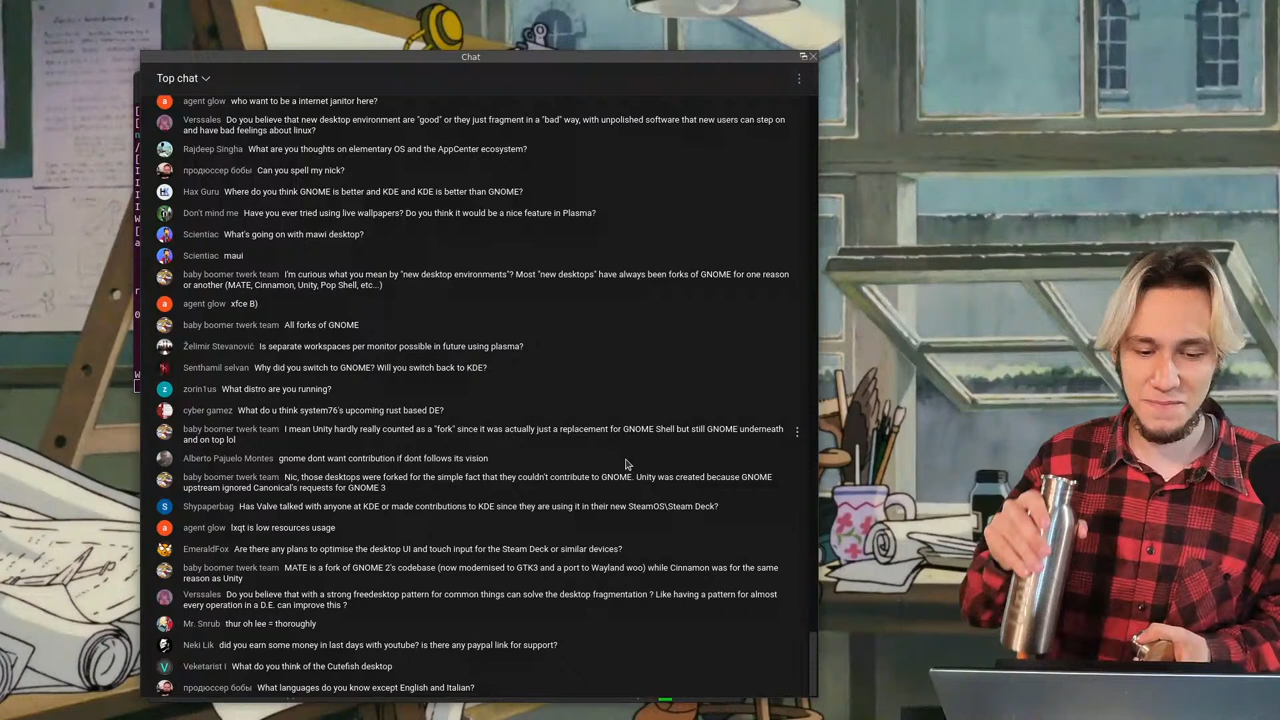 Chat
Top chat
agent glow who want to be a internet janitor here?
Verssales Do you believe that new desktop environment are "good" or they just fragment in a "bad" way, with unpolished software that new users can step on
and have bad feelings about linux?
Rajdeep Singha What are you thoughts on elementary OS and the AppCenter ecosystem?
продюссер бобы Can you spell my nick?
Hax Guru Where do you think GNOME is better and KDE and KDE is better than GNOME?
Don't mind me Have you ever tried using live wallpapers? Do you think it would be a nice feature in Plasma?
Scientiac What's going on with mawi desktop?
Scientiac maui
baby boomer twerk team I'm curious what you mean by "new desktop environments"? Most "new desktops" have always been forks of GNOME for one reason
or another (MATE, Cinnamon, Unity, Pop Shell, etc...)
agent glow xfce B)
baby boomer twerk team All forks of GNOME
Želimir Stevanović Is separate workspaces per monitor possible in future using plasma?
Senthamil selvan Why did you switch to GNOME? Will you switch back to KDE?
zorin1us What distro are you running?
cyber gamez What do u think system76's upcoming rust based DE?
baby boomer twerk team I mean Unity hardly really counted as a "fork" since it was actually just a replacement for GNOME Shell but still GNOME underneath
and on top lol
Alberto Pajuelo Montes gnome dont want contribution if dont follows its vision
baby boomer twerk team Nic, those desktops were forked for the simple fact that they couldn't contribute to GNOME. Unity was created because GNOME
upstream ignored Canonical's requests for GNOME 3
Shypaperbag Has Valve talked with anyone at KDE or made contributions to KDE since they are using it in their new SteamOS\Steam Deck?
agent glow lxqt is low resources usage
EmeraldFox Are there any plans to optimise the desktop UI and touch input for the Steam Deck or similar devices?
baby boomer twerk team MATE is a fork of GNOME 2's codebase (now modernised to GTK3 and a port to Wayland woo) while Cinnamon was for the same
reason as Unity
Verssales Do you believe that with a strong freedesktop pattern for common things can solve the desktop fragmentation ? Like having a pattern for almost
every operation in a D.E. can improve this ?
Mr. Snrub thur oh lee = thoroughly
Neki Lik did you earn some money in last days with youtube? is there any paypal link for support?
Veketarist I What do you think of the Cutefish desktop
продюссер бобы What languages do you know except English and Italian?